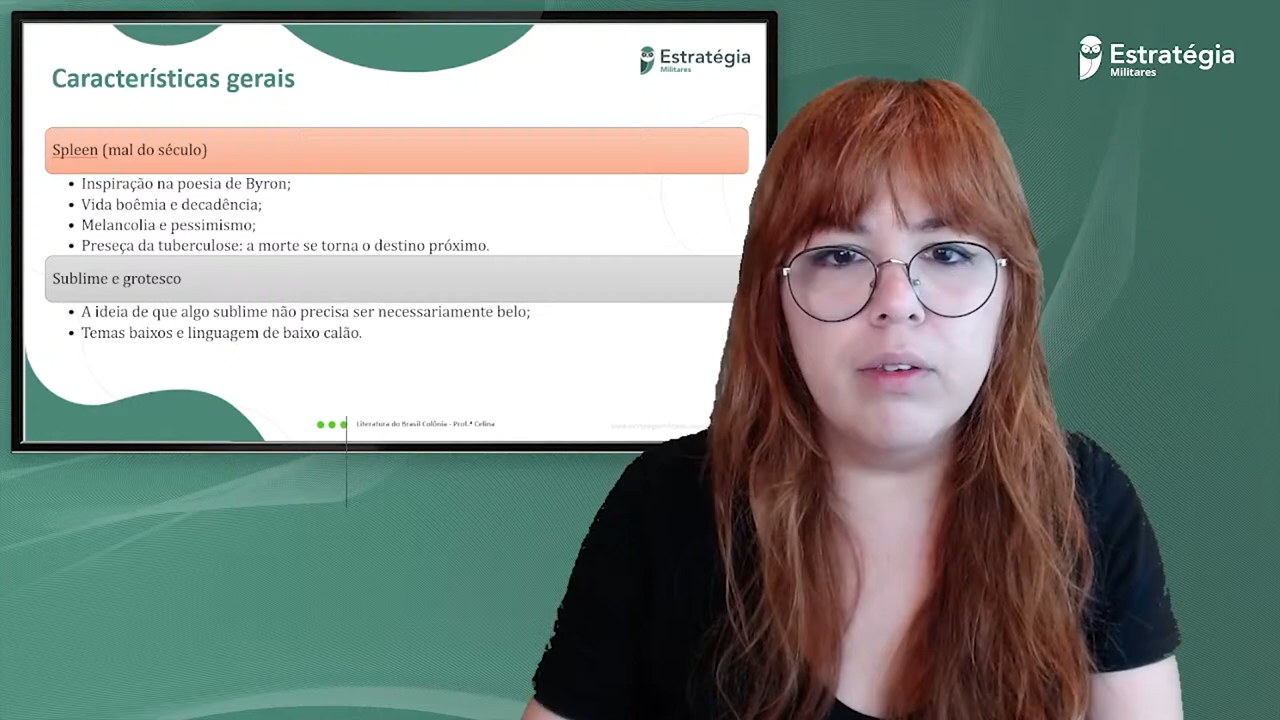 Características gerais
Estratégia
Militares
Spleen (mal do século)
• Inspiração na poesia de Byron;
• Vida boêmia e decadência;
• Melancolia e pessimismo;
• Preseça da tuberculose: a morte se torna o destino próximo.
Sublime e grotesco
• A ideia de que algo sublime não precisa ser necessariamente belo;
• Temas baixos e linguagem de baixo calão.
Literatura do Brasil Colônia - Prof.ª Celina
Estratégia
Militares